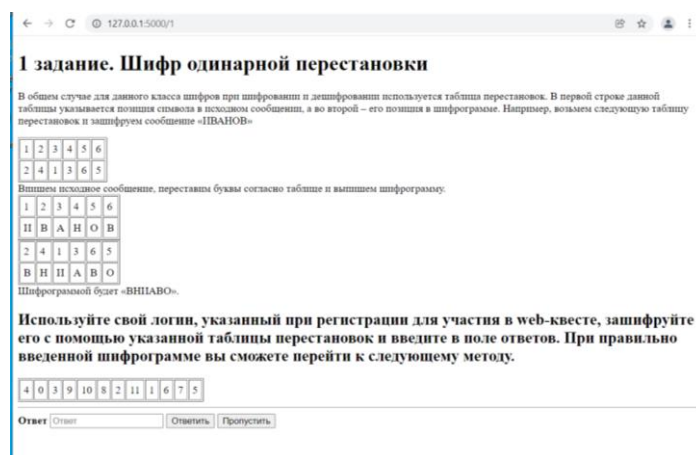 127.0.0.1:5000/1
1 задание. Шифр одинарной перестановки
В общем случае для данного класса шифров при шифровании и дешифровании используется таблица перестановок. В первой строке данной
таблицы указывается позиция символа в исходном сообщении, а во второй – его позиция в шифрограмме. Например, возьмем следующую таблицу
перестановок и зашифруем сообщение «ИВАНОВ»
1 2 3 4 5 6
2 4 1 3 6 5
Впишем исходное сообщение, переставим буквы согласно таблице и выпишем шифрограмму.
1 2 3 4 5 6
И В А Н О В
2 4 1 3 6 5
В Н И А В О
Шифрограммой будет «ВНИАВО».
Используйте свой логин, указанный при регистрации для участия в web-квесте, зашифруйте
его с помощью указанной таблицы перестановок и введите в поле ответов. При правильно
введенной шифрограмме вы сможете перейти к следующему методу.
4 0 3 9 10 8 2 11 1 6 7 5
Ответ Ответ Ответить Пропустить